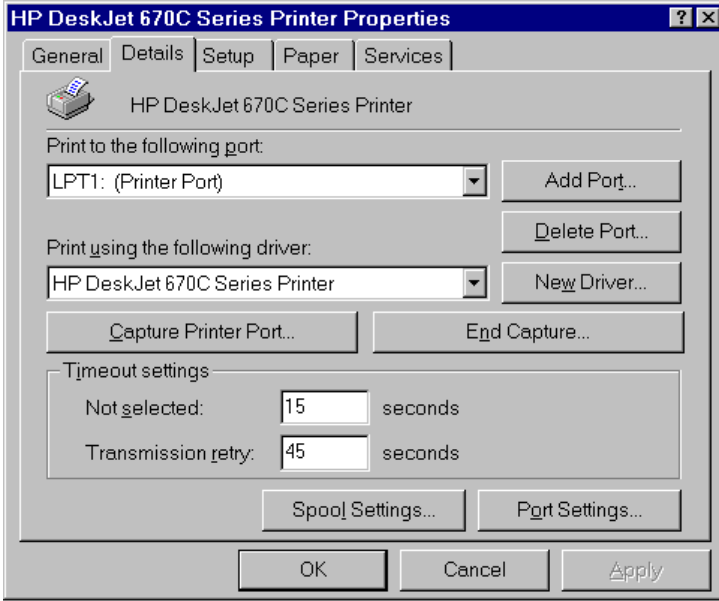 HP DeskJet 670C Series Printer Properties
General Details Setup Paper Services
HP DeskJet 670C Series Printer
Print to the following port:
LPT1: (Printer Port) Add Port...
Delete Port...
Print using the following driver:
HP DeskJet 670C Series Printer New Driver...
Capture Printer Port... End Capture...
Timeout settings
Not selected: 15 seconds
Transmission retry: 45 seconds
Spool Settings... Port Settings...
OK Cancel Apply